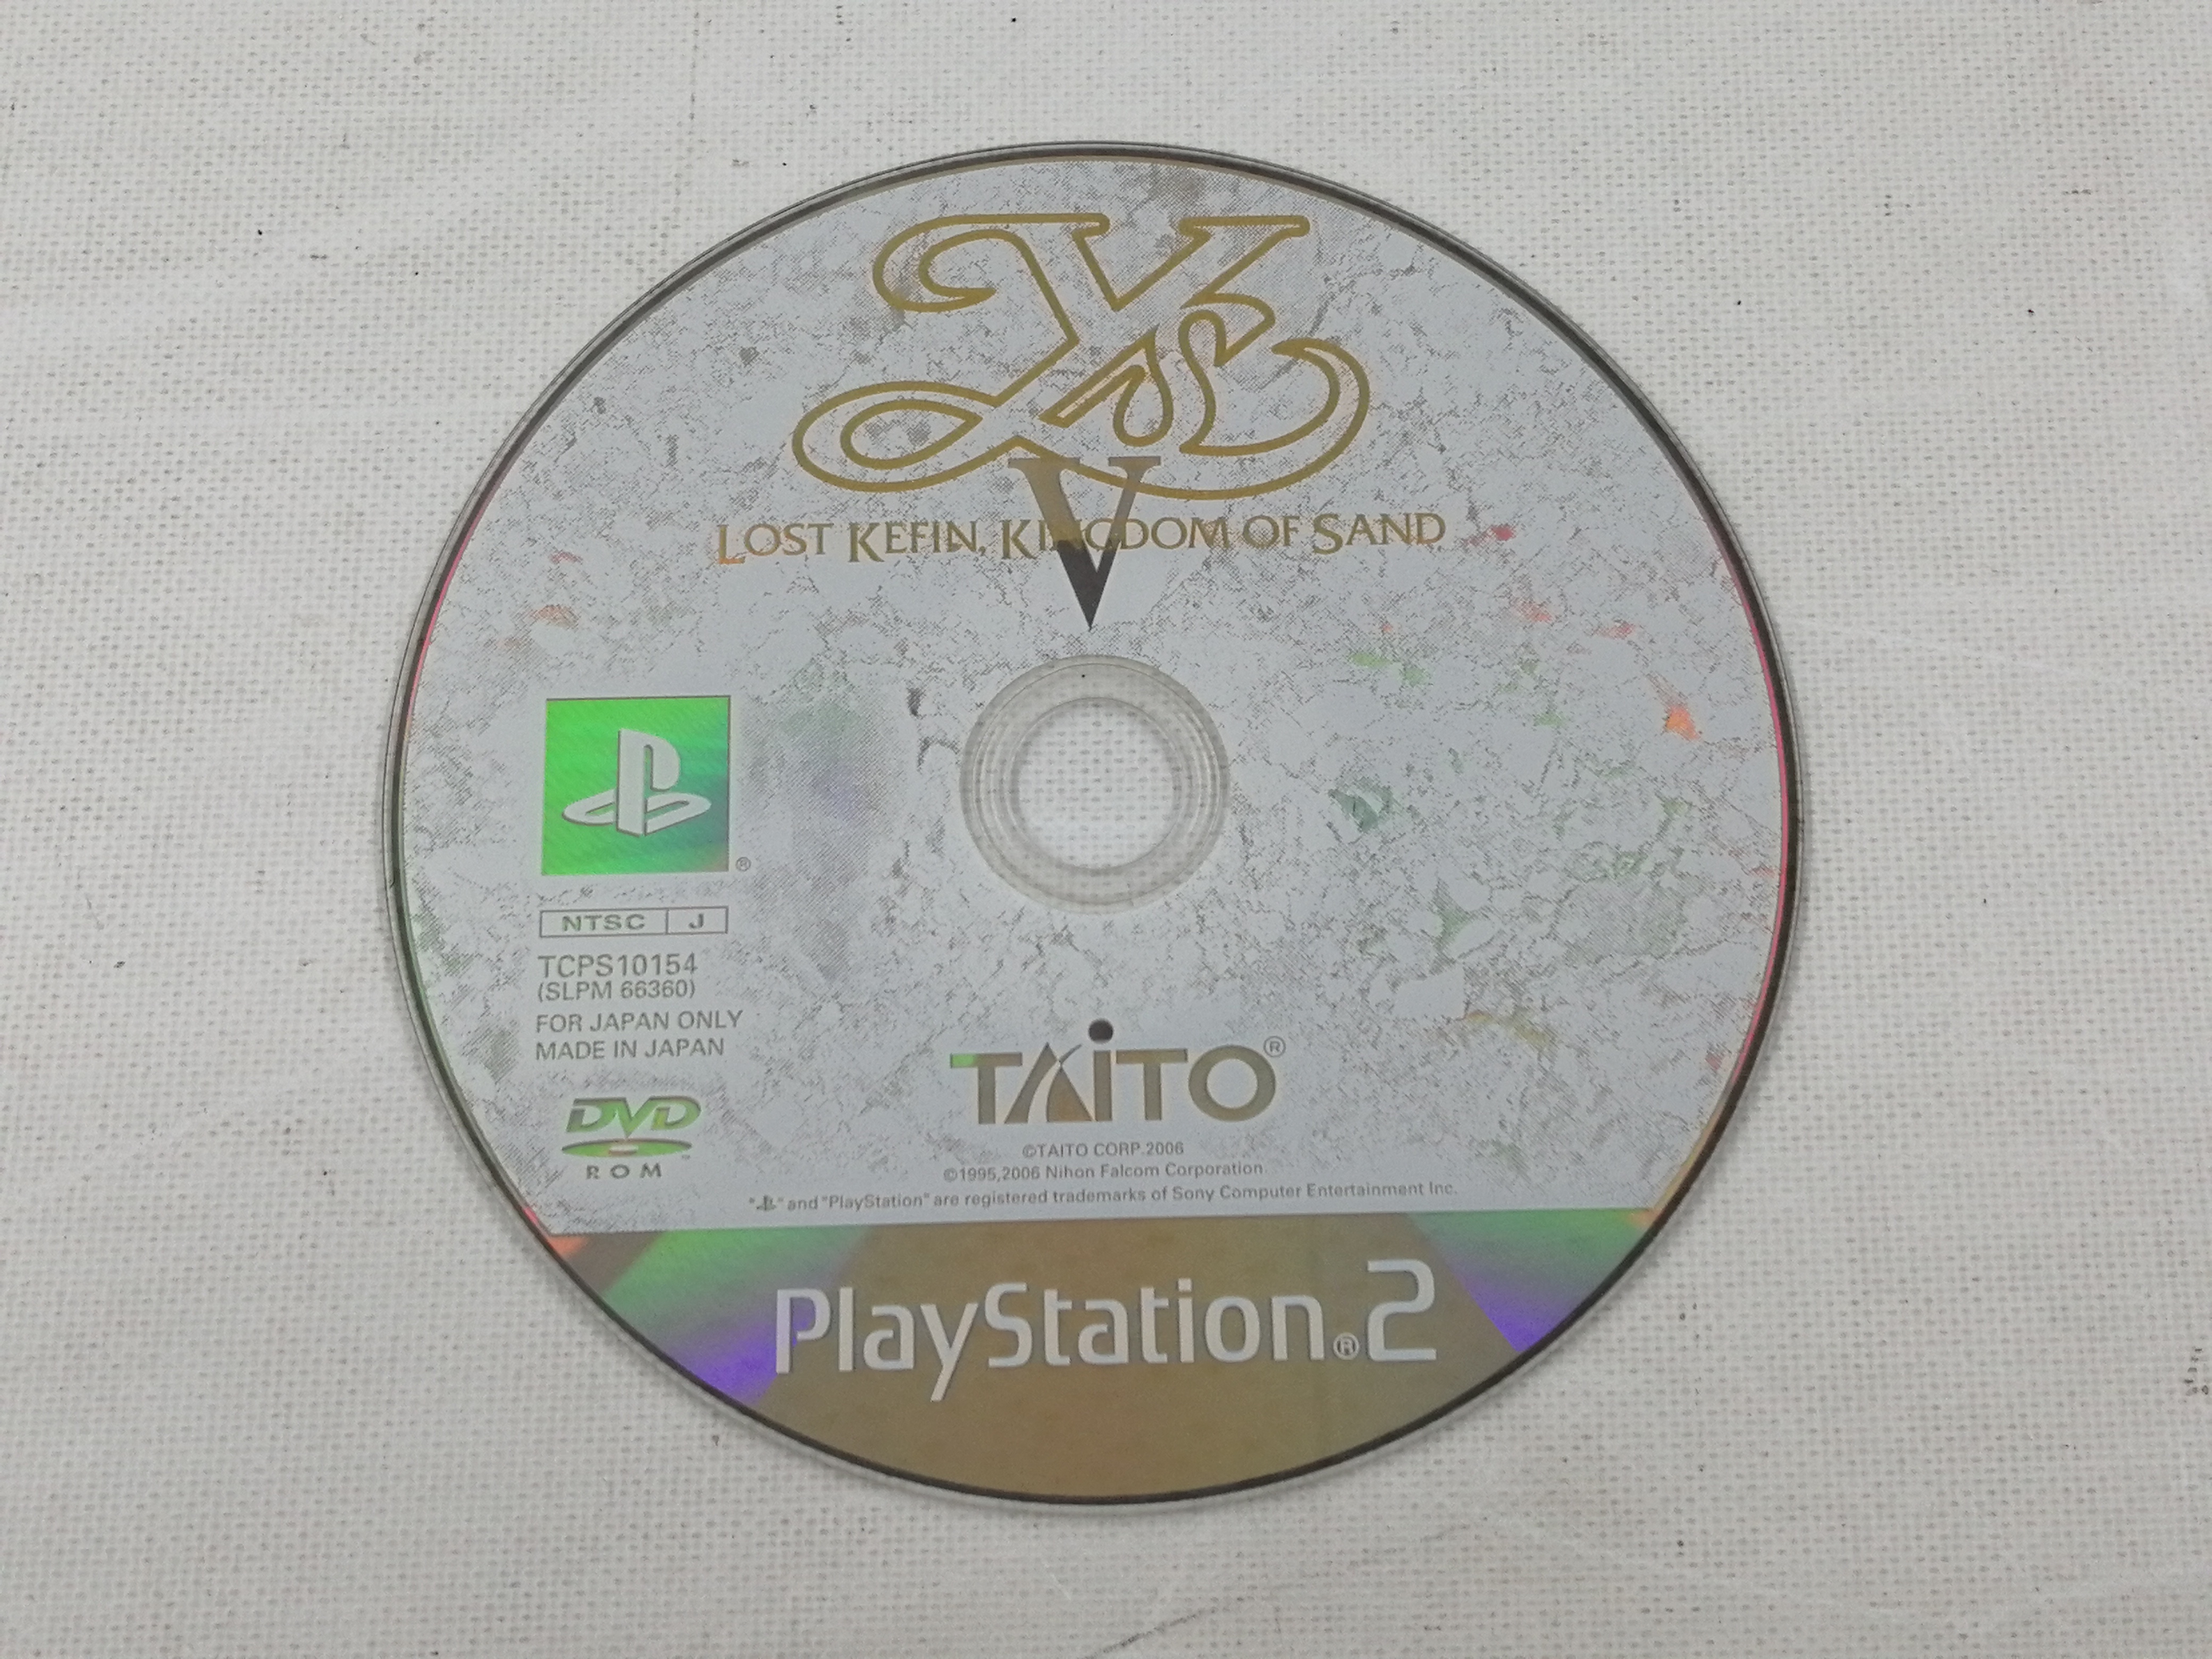 Ys
V
LOST KEFIN, KINGDOM OF SAND
®
NTSC J
TCPS10154
(SLPM 66360)
FOR JAPAN ONLY
MADE IN JAPAN
DVD
ROM
TAITO®
©TAITO CORP.2006
©1995,2006 Nihon Falcom Corporation
" " and "PlayStation" are registered trademarks of Sony Computer Entertainment Inc.
PlayStation®2